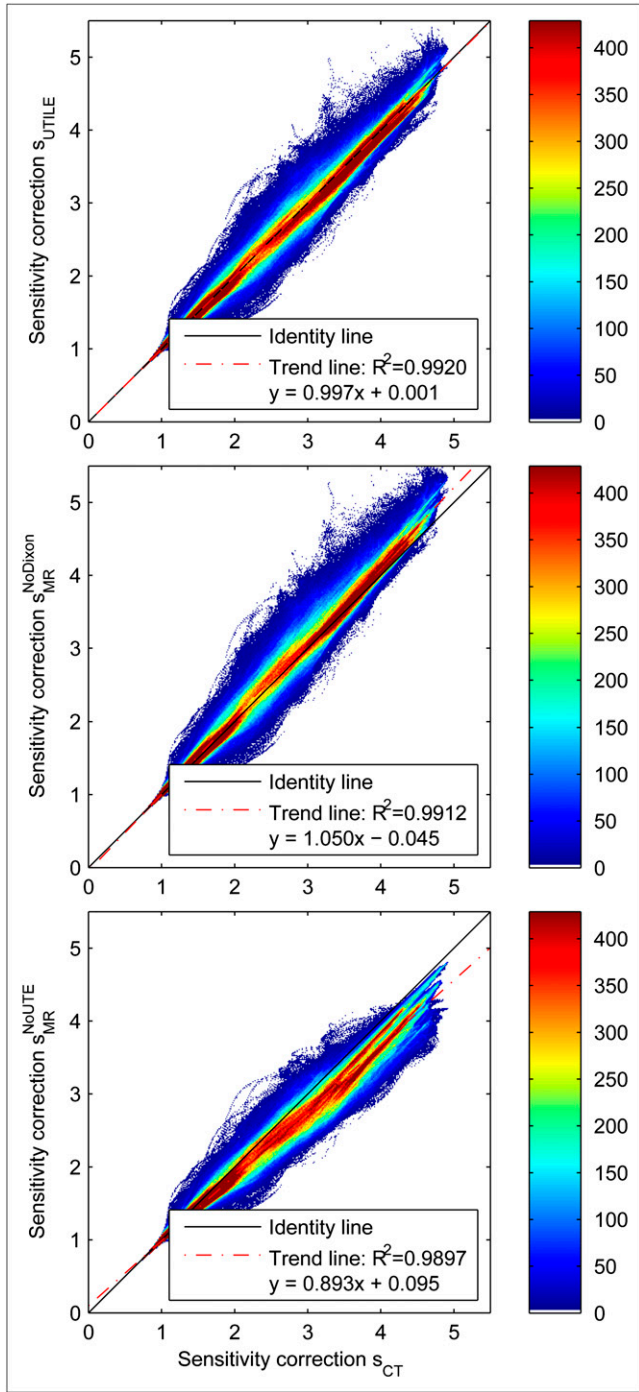 Sensitivity correction s_UTILE
5
4
3
2
1
0
0 1 2 3 4 5
Identity line
Trend line: R²=0.9920
y = 0.997x + 0.001
400
350
300
250
200
150
100
50
0
Sensitivity correction s_MR^NoDixon
5
4
3
2
1
0
0 1 2 3 4 5
Identity line
Trend line: R²=0.9912
y = 1.050x − 0.045
400
350
300
250
200
150
100
50
0
Sensitivity correction s_MR^NoUTE
5
4
3
2
1
0
0 1 2 3 4 5
Identity line
Trend line: R²=0.9897
y = 0.893x + 0.095
400
350
300
250
200
150
100
50
0
Sensitivity correction s_CT